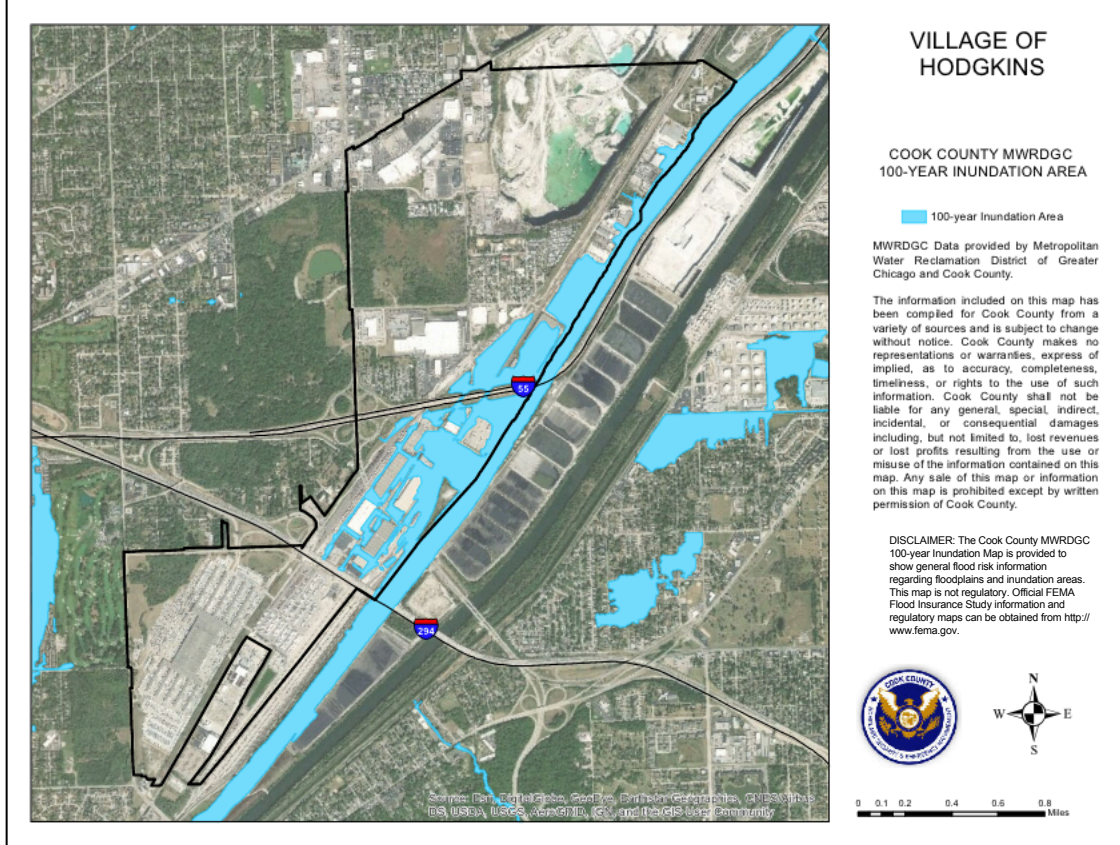 VILLAGE OF
HODGKINS
COOK COUNTY MWRDGC
100-YEAR INUNDATION AREA
100-year Inundation Area
MWRDGC Data provided by Metropolitan
Water Reclamation District of Greater
Chicago and Cook County.
The information included on this map has
been compiled for Cook County from a
variety of sources and is subject to change
without notice. Cook County makes no
representations or warranties, express of
implied, as to accuracy, completeness,
timeliness, or rights to the use of such
information. Cook County shall not be
liable for any general, special, indirect,
incidental, or consequential damages
including, but not limited to, lost revenues
or lost profits resulting from the use or
misuse of the information contained on this
map. Any sale of this map or information
on this map is prohibited except by written
permission of Cook County.
DISCLAIMER: The Cook County MWRDGC
100-year Inundation Map is provided to
show general flood risk information
regarding floodplains and inundation areas.
This map is not regulatory. Official FEMA
Flood Insurance Study information and
regulatory maps can be obtained from http://
www.fema.gov.
COOK COUNTY
HOMELAND SECURITY & EMERGENCY MANAGEMENT
N
W E
S
0 0.1 0.2 0.4 0.6 0.8
Miles
55
294
Source: Esri, DigitalGlobe, GeoEye, Earthstar Geographics, CNES/Airbus
DS, USDA, USGS, AeroGRID, IGN, and the GIS User Community